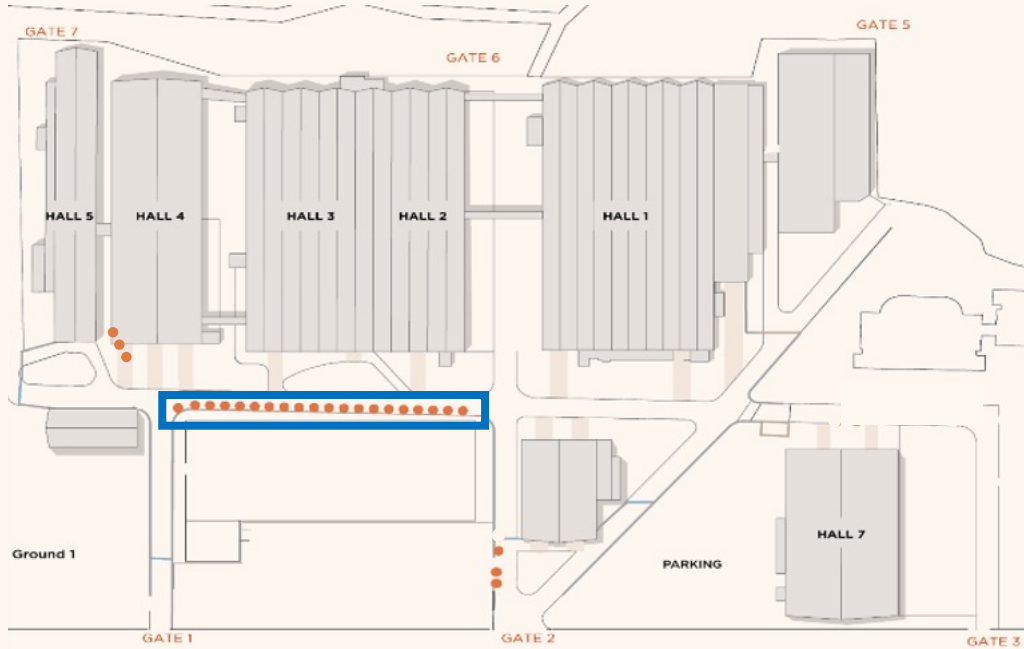 GATE 7
GATE 5
GATE 6
HALL 5
HALL 4
HALL 3
HALL 2
HALL 1
HALL 7
Ground 1
PARKING
GATE 1
GATE 2
GATE 3